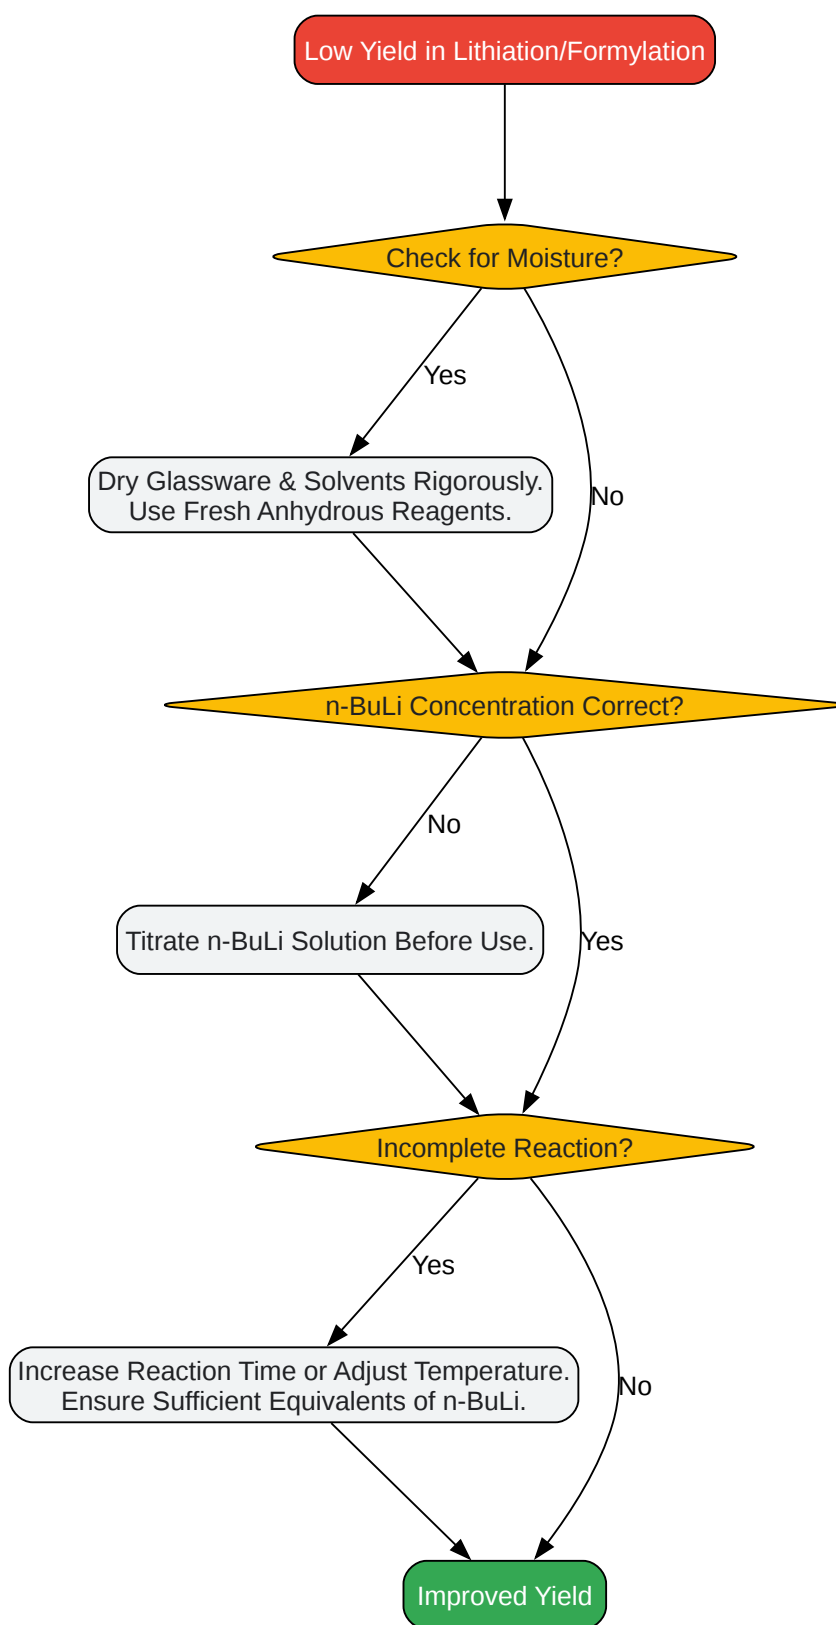 Low Yield in Lithiation/Formylation
Check for Moisture?
Yes
Dry Glassware & Solvents Rigorously.
Use Fresh Anhydrous Reagents.
No
n-BuLi Concentration Correct?
No
Titrate n-BuLi Solution Before Use.
Yes
Incomplete Reaction?
Yes
Increase Reaction Time or Adjust Temperature.
Ensure Sufficient Equivalents of n-BuLi.
No
Improved Yield